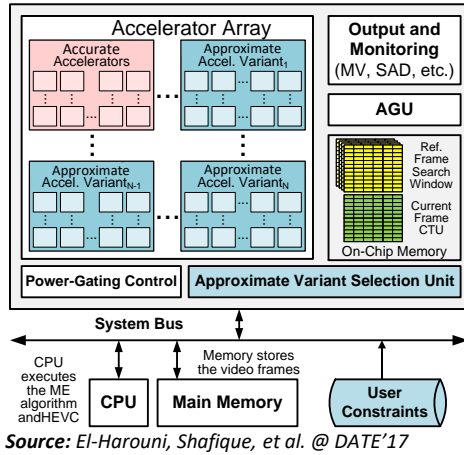 Accelerator Array
Accurate
Accelerators
Approximate
Accel. Variant1
Approximate
Accel. VariantN-1
Approximate
Accel. VariantN
Output and
Monitoring
(MV, SAD, etc.)
AGU
Ref.
Frame
Search
Window
Current
Frame
CTU
On-Chip Memory
Power-Gating Control
Approximate Variant Selection Unit
System Bus
CPU
executes
the ME
algorithm
andHEVC
CPU
Memory stores
the video frames
Main Memory
User
Constraints
Source: El-Harouni, Shafique, et al. @ DATE'17